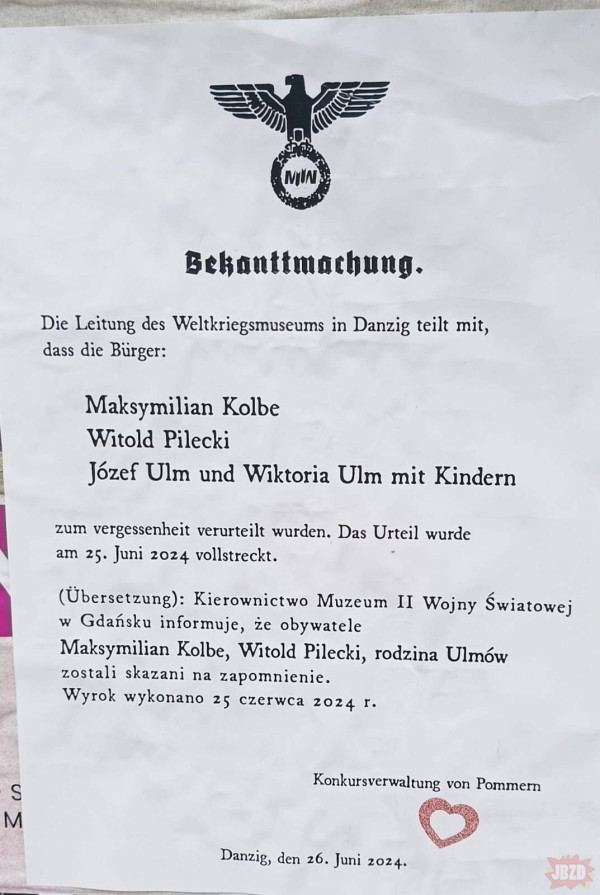 MIIW
Bekanttmachung.
Die Leitung des Weltkriegsmuseums in Danzig teilt mit,
dass die Bürger:
Maksymilian Kolbe
Witold Pilecki
Józef Ulm und Wiktoria Ulm mit Kindern
zum vergessenheit verurteilt wurden. Das Urteil wurde
am 25. Juni 2024 vollstreckt.
(Übersetzung): Kierownictwo Muzeum II Wojny Światowej
w Gdańsku informuje, że obywatele
Maksymilian Kolbe, Witold Pilecki, rodzina Ulmów
zostali skazani na zapomnienie.
Wyrok wykonano 25 czerwca 2024 r.
Konkursverwaltung von Pommern
Danzig, den 26. Juni 2024.
S
M
JBZD